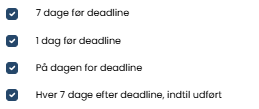 7 dage før deadline
1 dag før deadline
På dagen for deadline
Hver 7 dage efter deadline, indtil udført